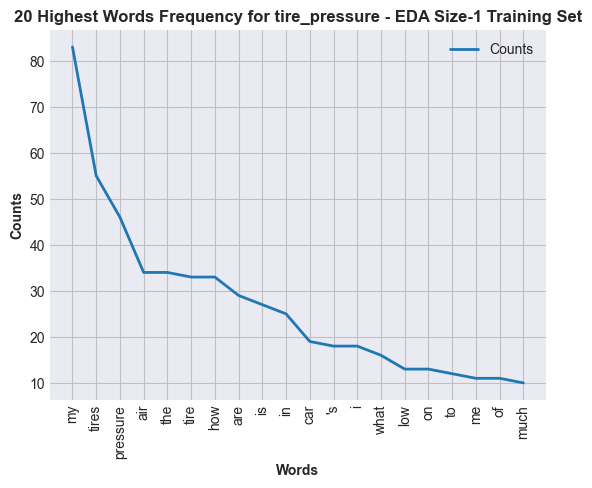 20 Highest Words Frequency for tire_pressure - EDA Size-1 Training Set
Counts
80
70
60
50
40
30
20
10
Counts
my
tires
pressure
air
the
tire
how
are
is
in
car
's
i
what
low
on
to
me
of
much
Words